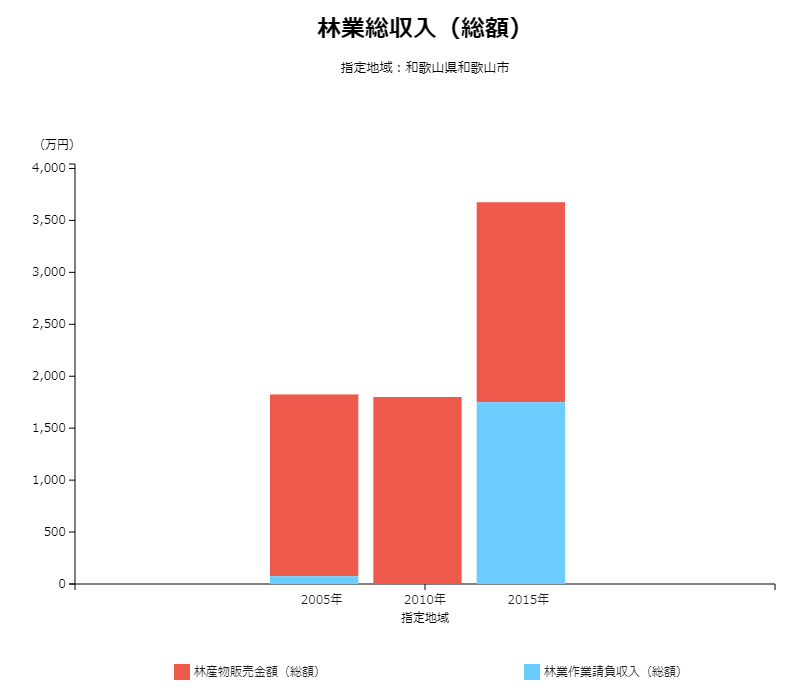 林業総収入（総額）
指定地域：和歌山県和歌山市
（万円）
4,000
3,500
3,000
2,500
2,000
1,500
1,000
500
0
2005年 2010年 2015年
指定地域
林産物販売金額（総額） 林業作業請負収入（総額）